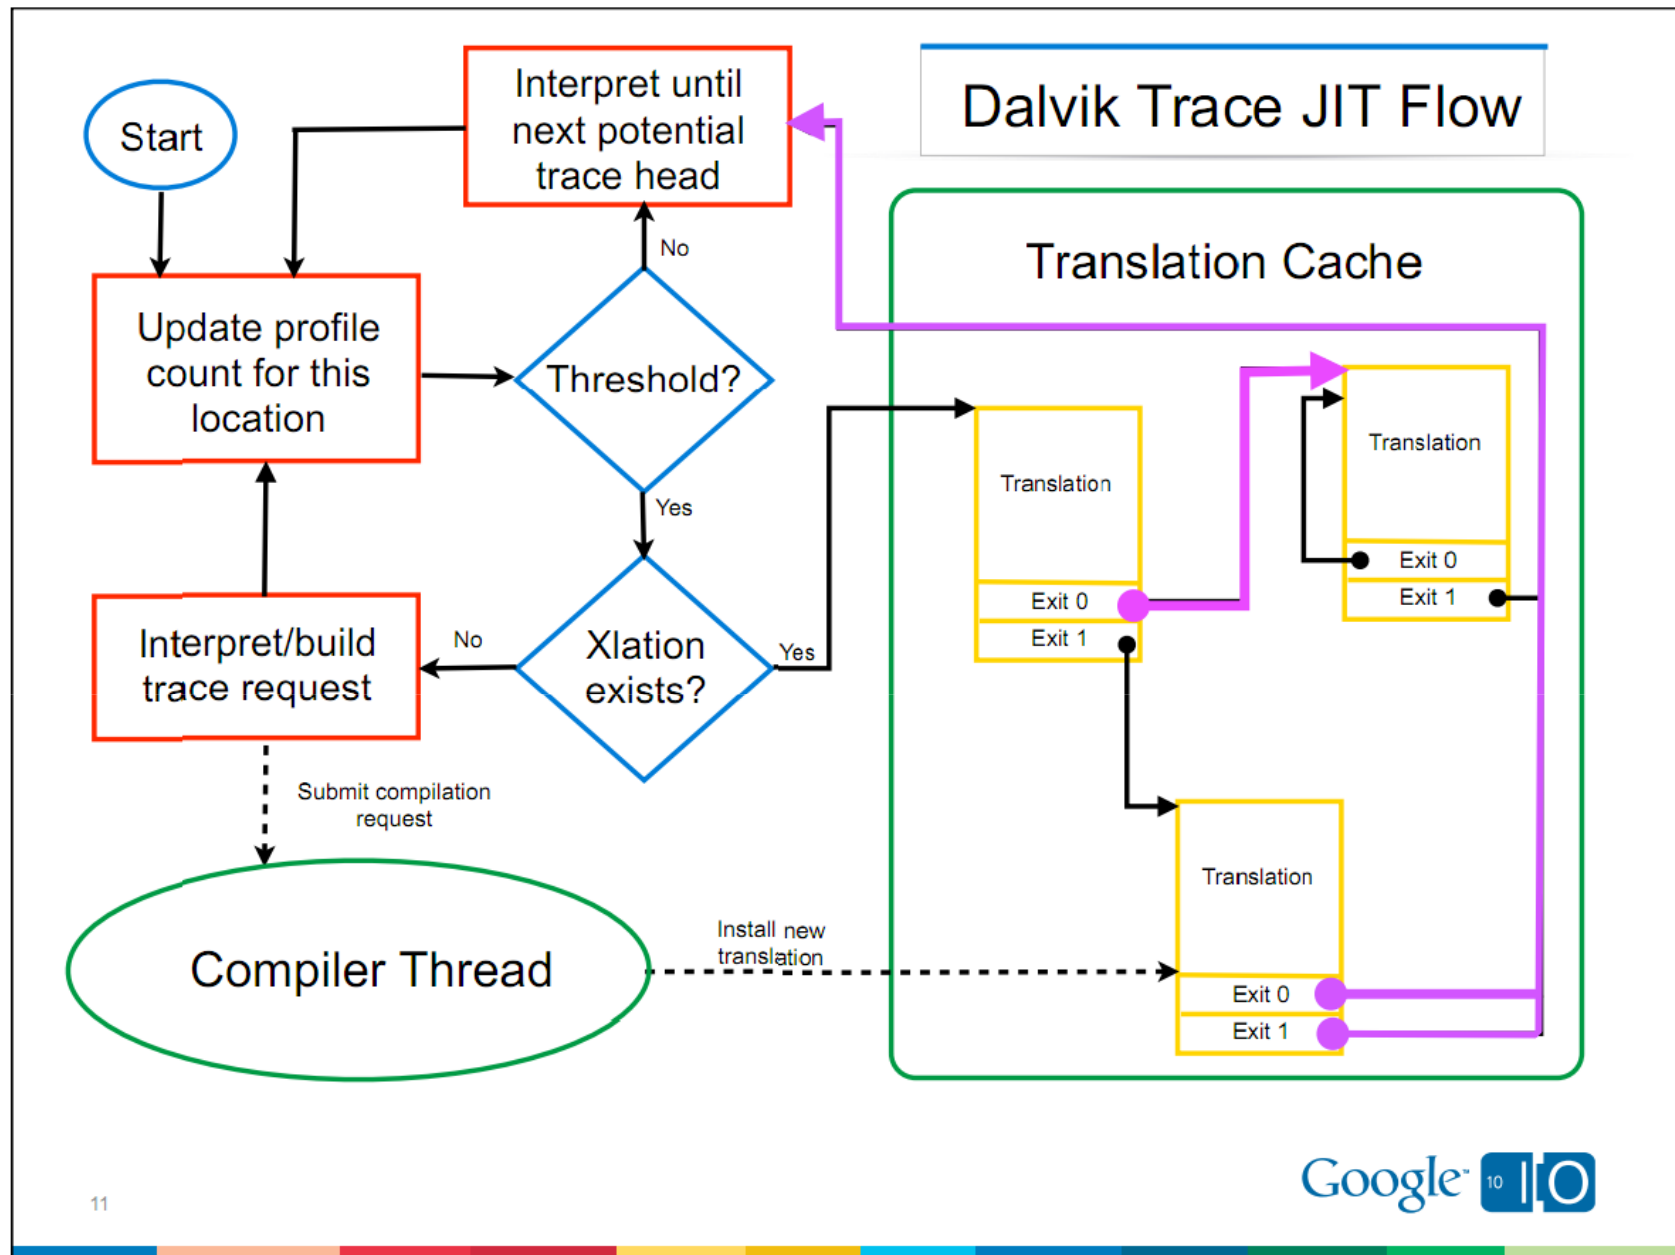 Dalvik Trace JIT Flow
Start
Interpret until
next potential
trace head
No
Update profile
count for this
location
Threshold?
Yes
Interpret/build
trace request
No
Xlation
exists?
Yes
Submit compilation
request
Compiler Thread
Install new
translation
Translation Cache
Translation
Exit 0
Exit 1
Translation
Exit 0
Exit 1
Translation
Exit 0
Exit 1
11
Google™ 10 IO